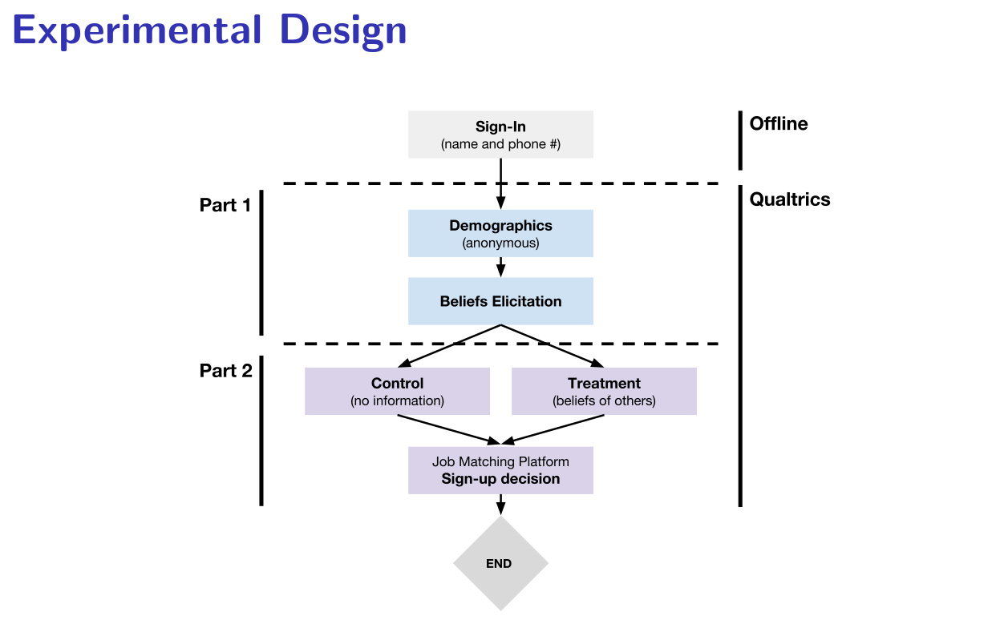 Experimental Design
Sign-In
(name and phone #)
Offline
Part 1
Qualtrics
Demographics
(anonymous)
Beliefs Elicitation
Part 2
Control
(no information)
Treatment
(beliefs of others)
Job Matching Platform
Sign-up decision
END